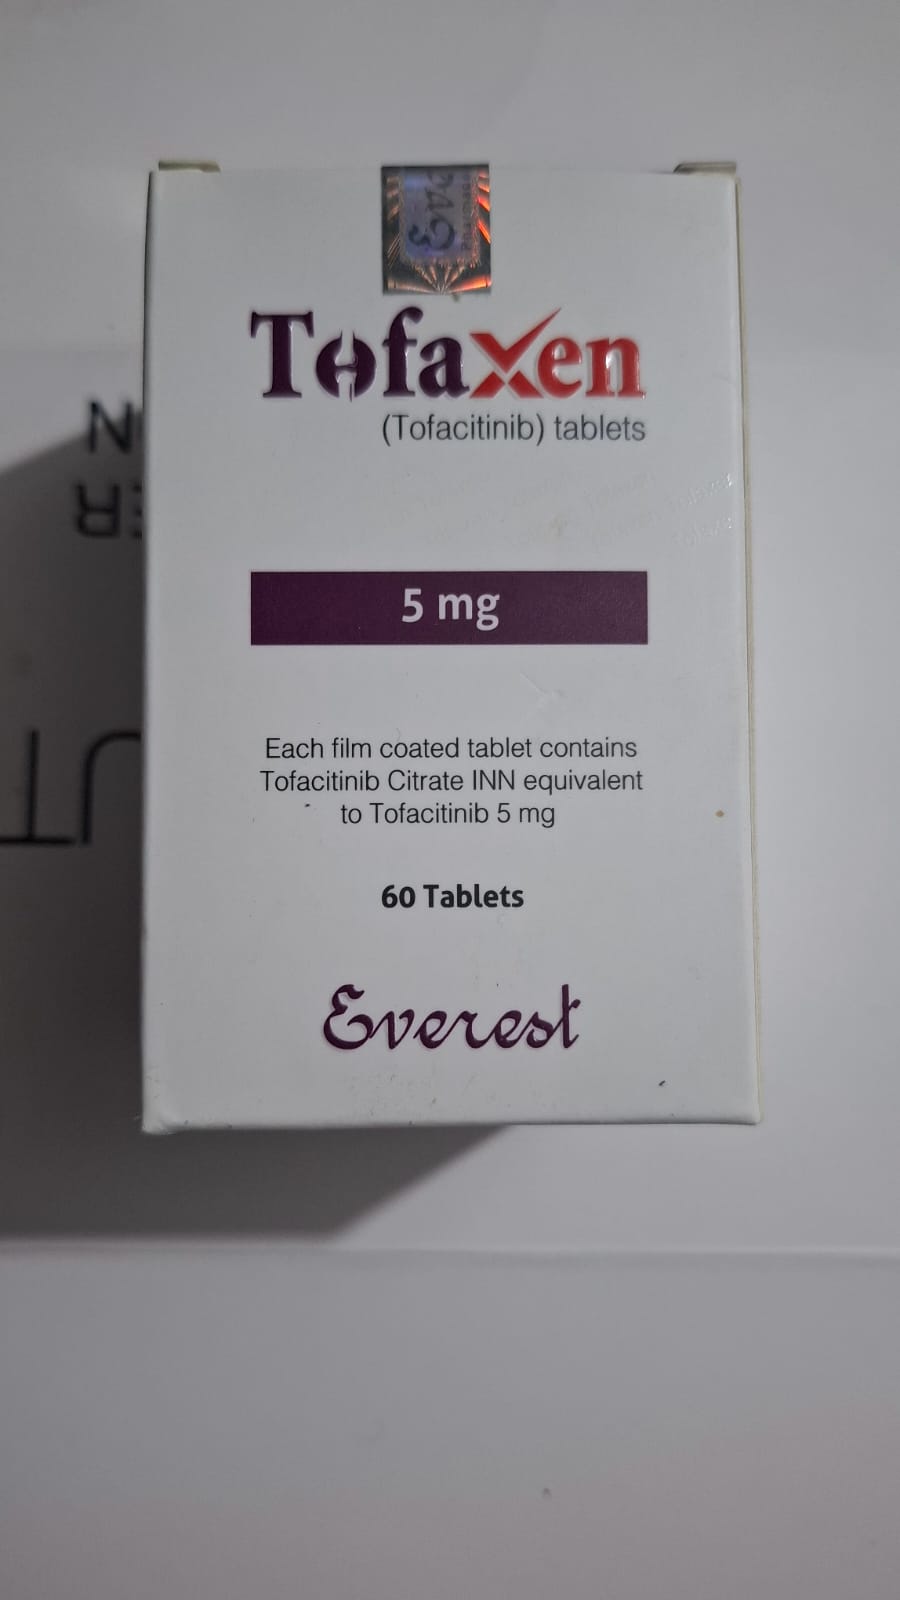 Tofaxen
(Tofacitinib) tablets
5 mg
Each film coated tablet contains
Tofacitinib Citrate INN equivalent
to Tofacitinib 5 mg
60 Tablets
Everest